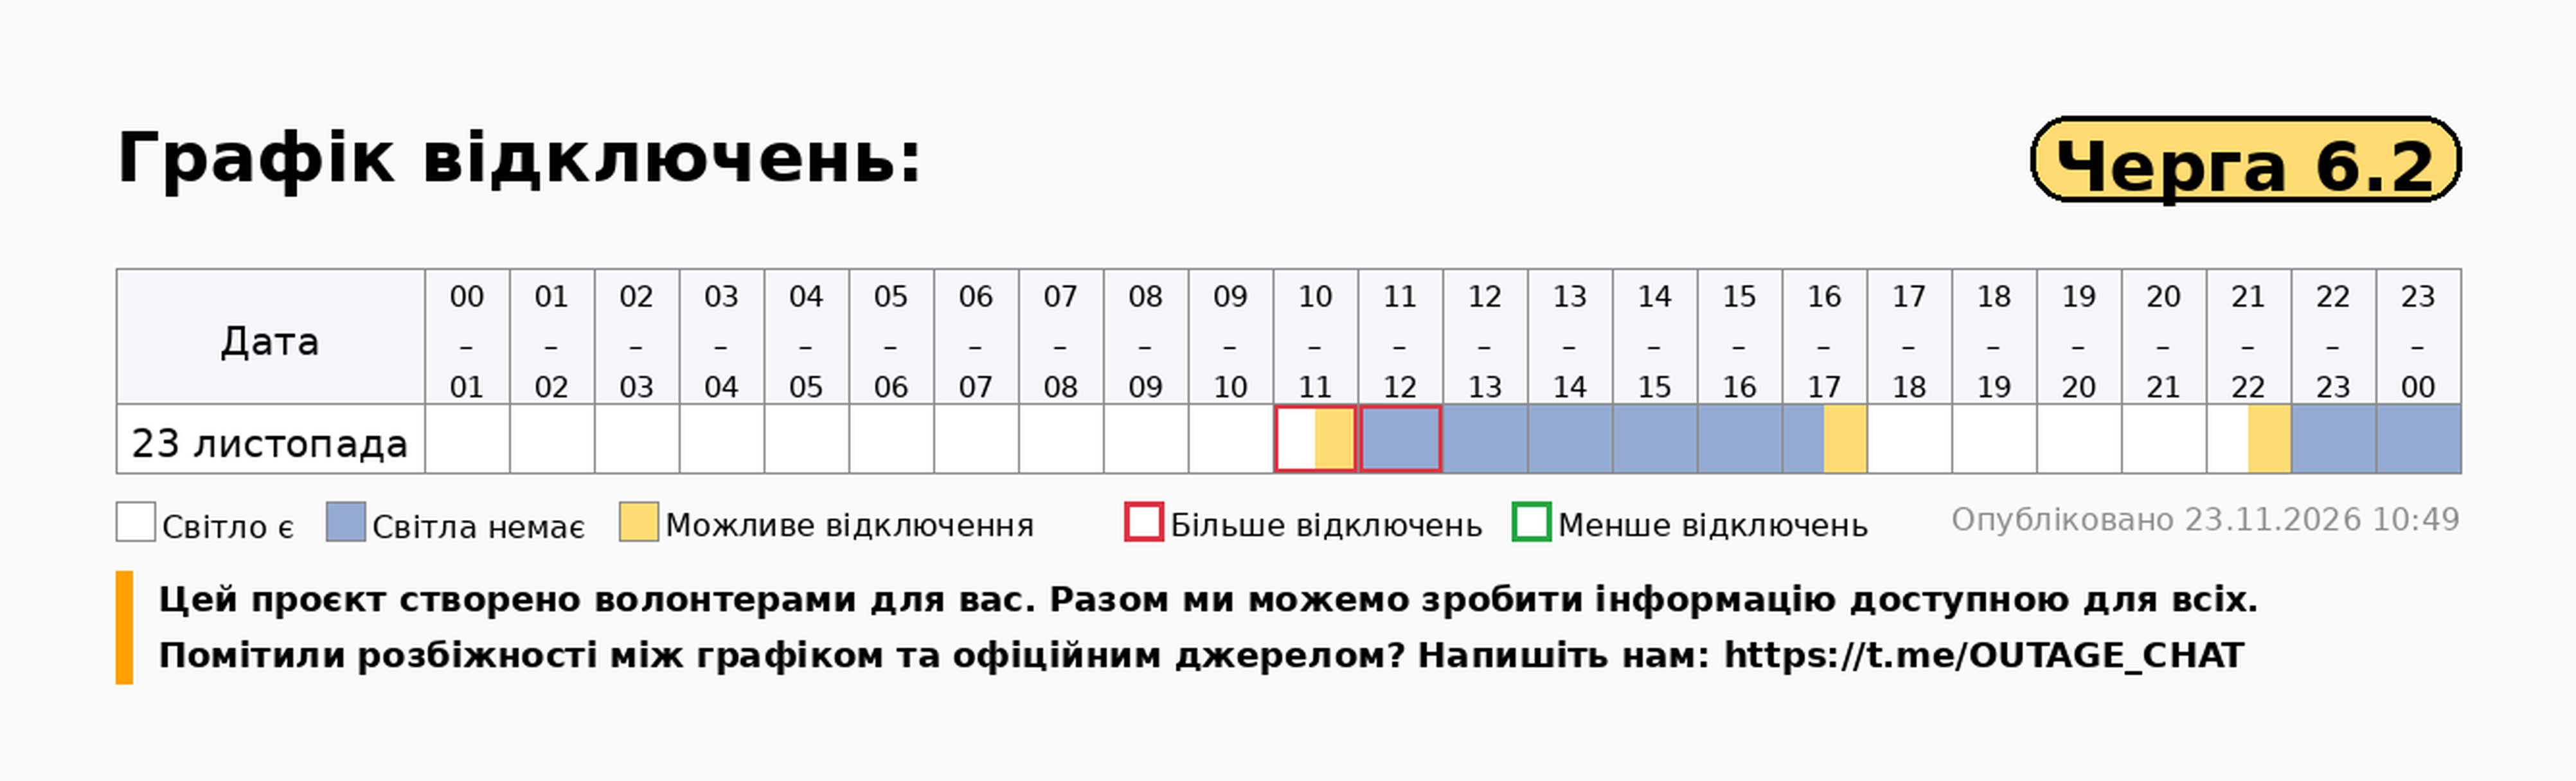 Графік відключень:
Черга 6.2
Дата
00 – 01
01 – 02
02 – 03
03 – 04
04 – 05
05 – 06
06 – 07
07 – 08
08 – 09
09 – 10
10 – 11
11 – 12
12 – 13
13 – 14
14 – 15
15 – 16
16 – 17
17 – 18
18 – 19
19 – 20
20 – 21
21 – 22
22 – 23
23 – 00
23 листопада
Світло є
Світла немає
Можливе відключення
Більше відключень
Менше відключень
Опубліковано 23.11.2026 10:49
Цей проєкт створено волонтерами для вас. Разом ми можемо зробити інформацію доступною для всіх.
Помітили розбіжності між графіком та офіційним джерелом? Напишіть нам: https://t.me/OUTAGE_CHAT